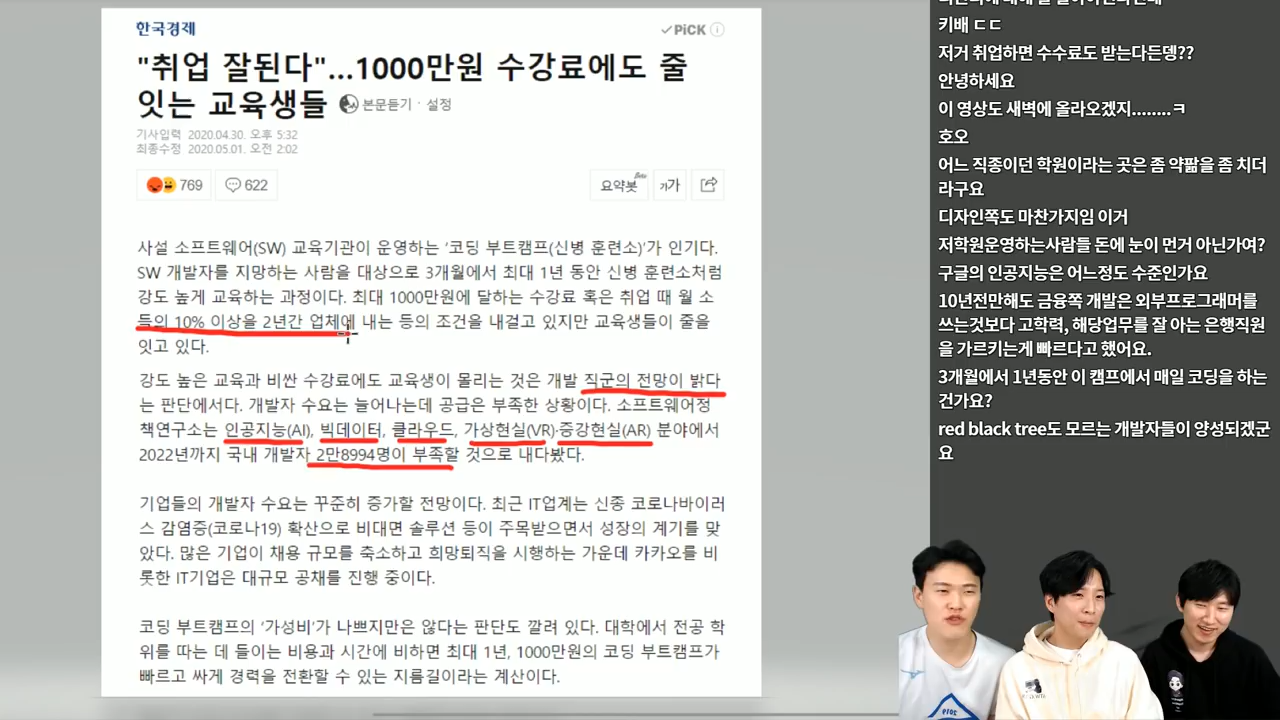 한국경제
✓PiCK
"취업 잘된다"...1000만원 수강료에도 줄
잇는 교육생들
본문듣기 · 설정
기사입력 2020.04.30. 오후 5:32
최종수정 2020.05.01. 오전 2:02
769
622
요약봇 Beta
가가
사설 소프트웨어(SW) 교육기관이 운영하는 ‘코딩 부트캠프(신병 훈련소)’가 인기다.
SW 개발자를 지망하는 사람을 대상으로 3개월에서 최대 1년 동안 신병 훈련소처럼
강도 높게 교육하는 과정이다. 최대 1000만원에 달하는 수강료 혹은 취업 때 월 소
득의 10% 이상을 2년간 업체에 내는 등의 조건을 내걸고 있지만 교육생들이 줄을
잇고 있다.
강도 높은 교육과 비싼 수강료에도 교육생이 몰리는 것은 개발 직군의 전망이 밝다
는 판단에서다. 개발자 수요는 늘어나는데 공급은 부족한 상황이다. 소프트웨어정
책연구소는 인공지능(AI), 빅데이터, 클라우드, 가상현실(VR)·증강현실(AR) 분야에서
2022년까지 국내 개발자 2만8994명이 부족할 것으로 내다봤다.
기업들의 개발자 수요는 꾸준히 증가할 전망이다. 최근 IT업계는 신종 코로나바이러
스 감염증(코로나19) 확산으로 비대면 솔루션 등이 주목받으면서 성장의 계기를 맞
았다. 많은 기업이 채용 규모를 축소하고 희망퇴직을 시행하는 가운데 카카오를 비
롯한 IT기업은 대규모 공채를 진행 중이다.
코딩 부트캠프의 ‘가성비’가 나쁘지만은 않다는 판단도 깔려 있다. 대학에서 전공 학
위를 따는 데 들이는 비용과 시간에 비하면 최대 1년, 1000만원의 코딩 부트캠프가
빠르고 싸게 경력을 전환할 수 있는 지름길이라는 계산이다.
키배 ㄷㄷ
저거 취업하면 수수료도 받는다든뎅??
안녕하세요
이 영상도 새벽에 올라오겠지........ㅋ
호오
어느 직종이던 학원이라는 곳은 좀 약팖을 좀 치더
라구요
디자인쪽도 마찬가지임 이거
저학원운영하는사람들 돈에 눈이 먼거 아닌가여?
구글의 인공지능은 어느정도 수준인가요
10년전만해도 금융쪽 개발은 외부프로그래머를
쓰는것보다 고학력, 해당업무를 잘 아는 은행직원
을 가르키는게 빠르다고 했어요.
3개월에서 1년동안 이 캠프에서 매일 코딩을 하는
건가요?
red black tree도 모르는 개발자들이 양성되겠군
요